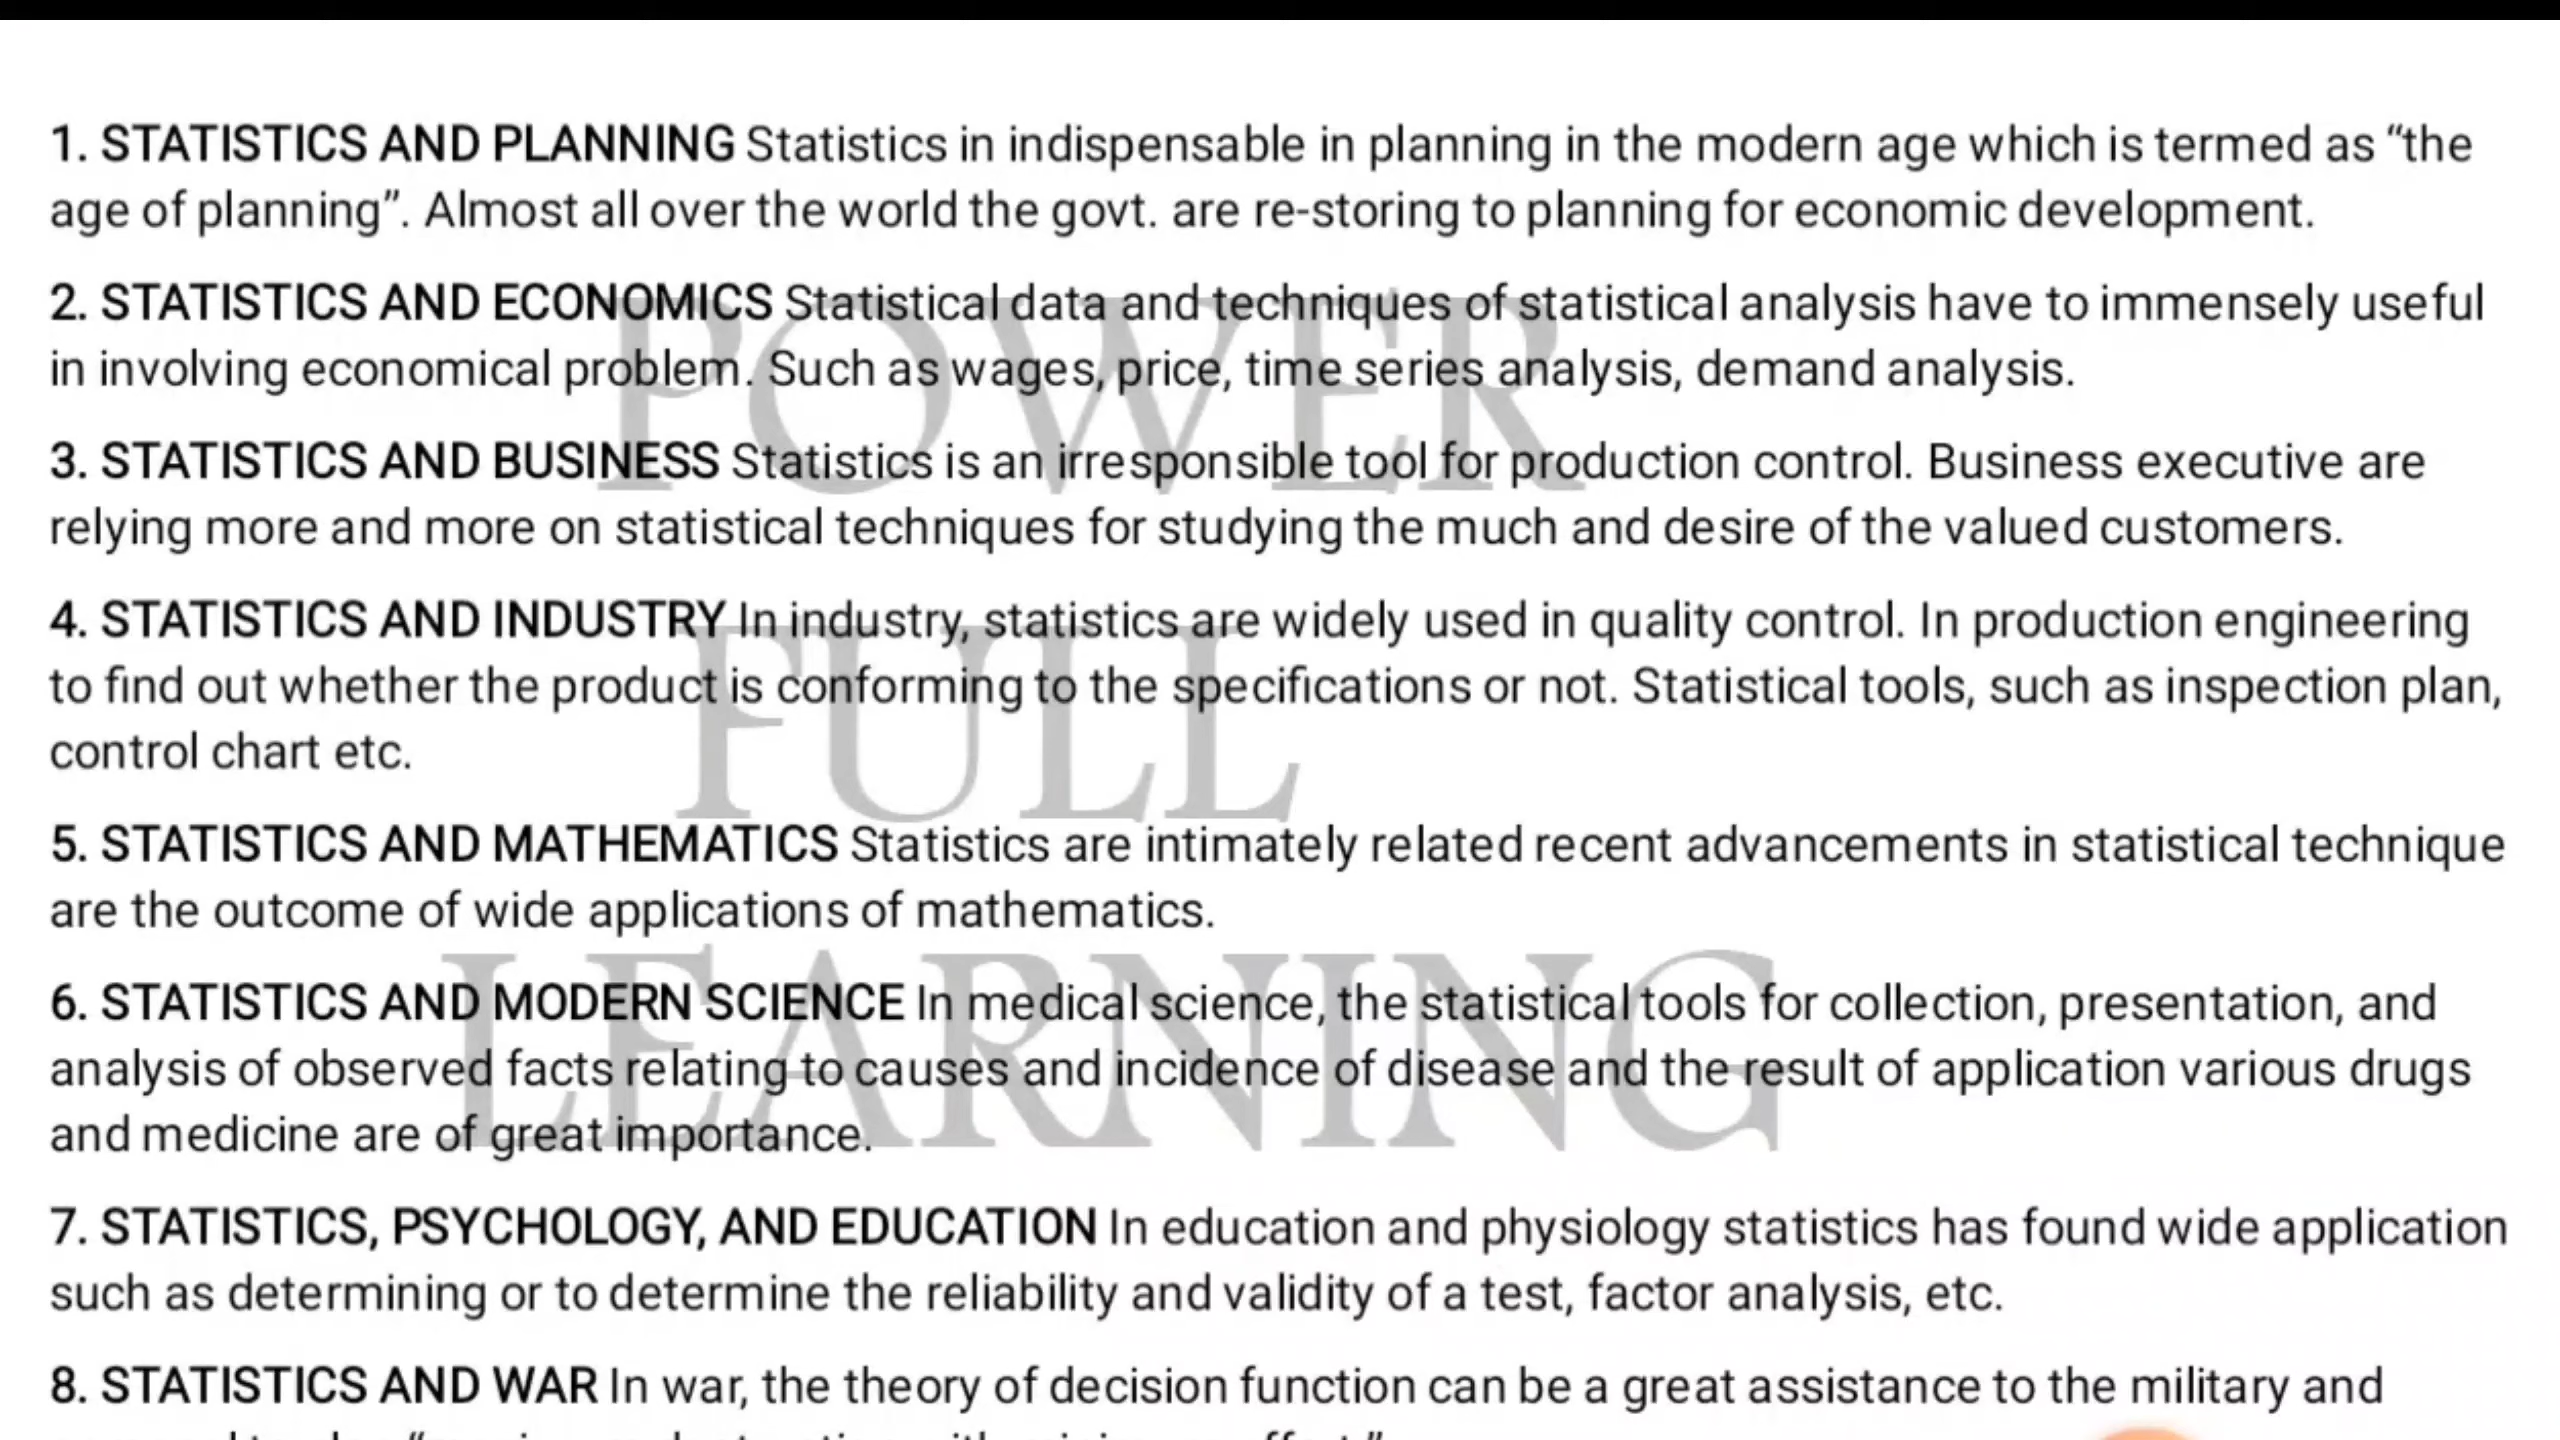 1. STATISTICS AND PLANNING Statistics in indispensable in planning in the modern age which is termed as “the
age of planning”. Almost all over the world the govt. are re-storing to planning for economic development.
2. STATISTICS AND ECONOMICS Statistical data and techniques of statistical analysis have to immensely useful
in involving economical problem. Such as wages, price, time series analysis, demand analysis.
3. STATISTICS AND BUSINESS Statistics is an irresponsible tool for production control. Business executive are
relying more and more on statistical techniques for studying the much and desire of the valued customers.
4. STATISTICS AND INDUSTRY In industry, statistics are widely used in quality control. In production engineering
to find out whether the product is conforming to the specifications or not. Statistical tools, such as inspection plan,
control chart etc.
5. STATISTICS AND MATHEMATICS Statistics are intimately related recent advancements in statistical technique
are the outcome of wide applications of mathematics.
6. STATISTICS AND MODERN SCIENCE In medical science, the statistical tools for collection, presentation, and
analysis of observed facts relating to causes and incidence of disease and the result of application various drugs
and medicine are of great importance.
7. STATISTICS, PSYCHOLOGY, AND EDUCATION In education and physiology statistics has found wide application
such as determining or to determine the reliability and validity of a test, factor analysis, etc.
8. STATISTICS AND WAR In war, the theory of decision function can be a great assistance to the military and
POWER
FULL
LEARNING